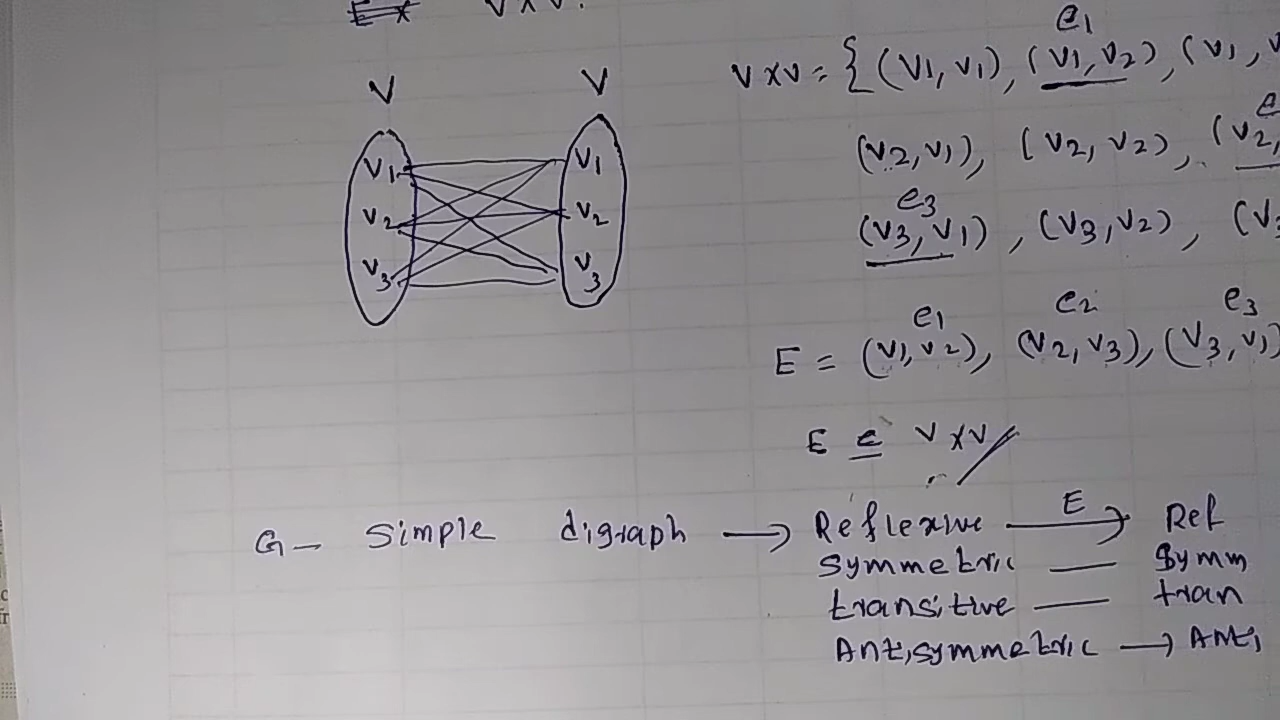 V × V.
V V
V × V = { (V1, V1), (V1, V2), (V1,
e1
V1 V1
(V2, V1), (V2, V2), (V2,
V2 V2
e3
(V3, V1), (V3, V2),
V3 V3
e1 e2 e3
E = (V1, V2), (V2, V3), (V3, V1)
E ⊆ V × V
G - Simple digraph → Reflexive —E→ Ref
Symmetric — Symm
transitive — tran
Antisymmetric → Anti